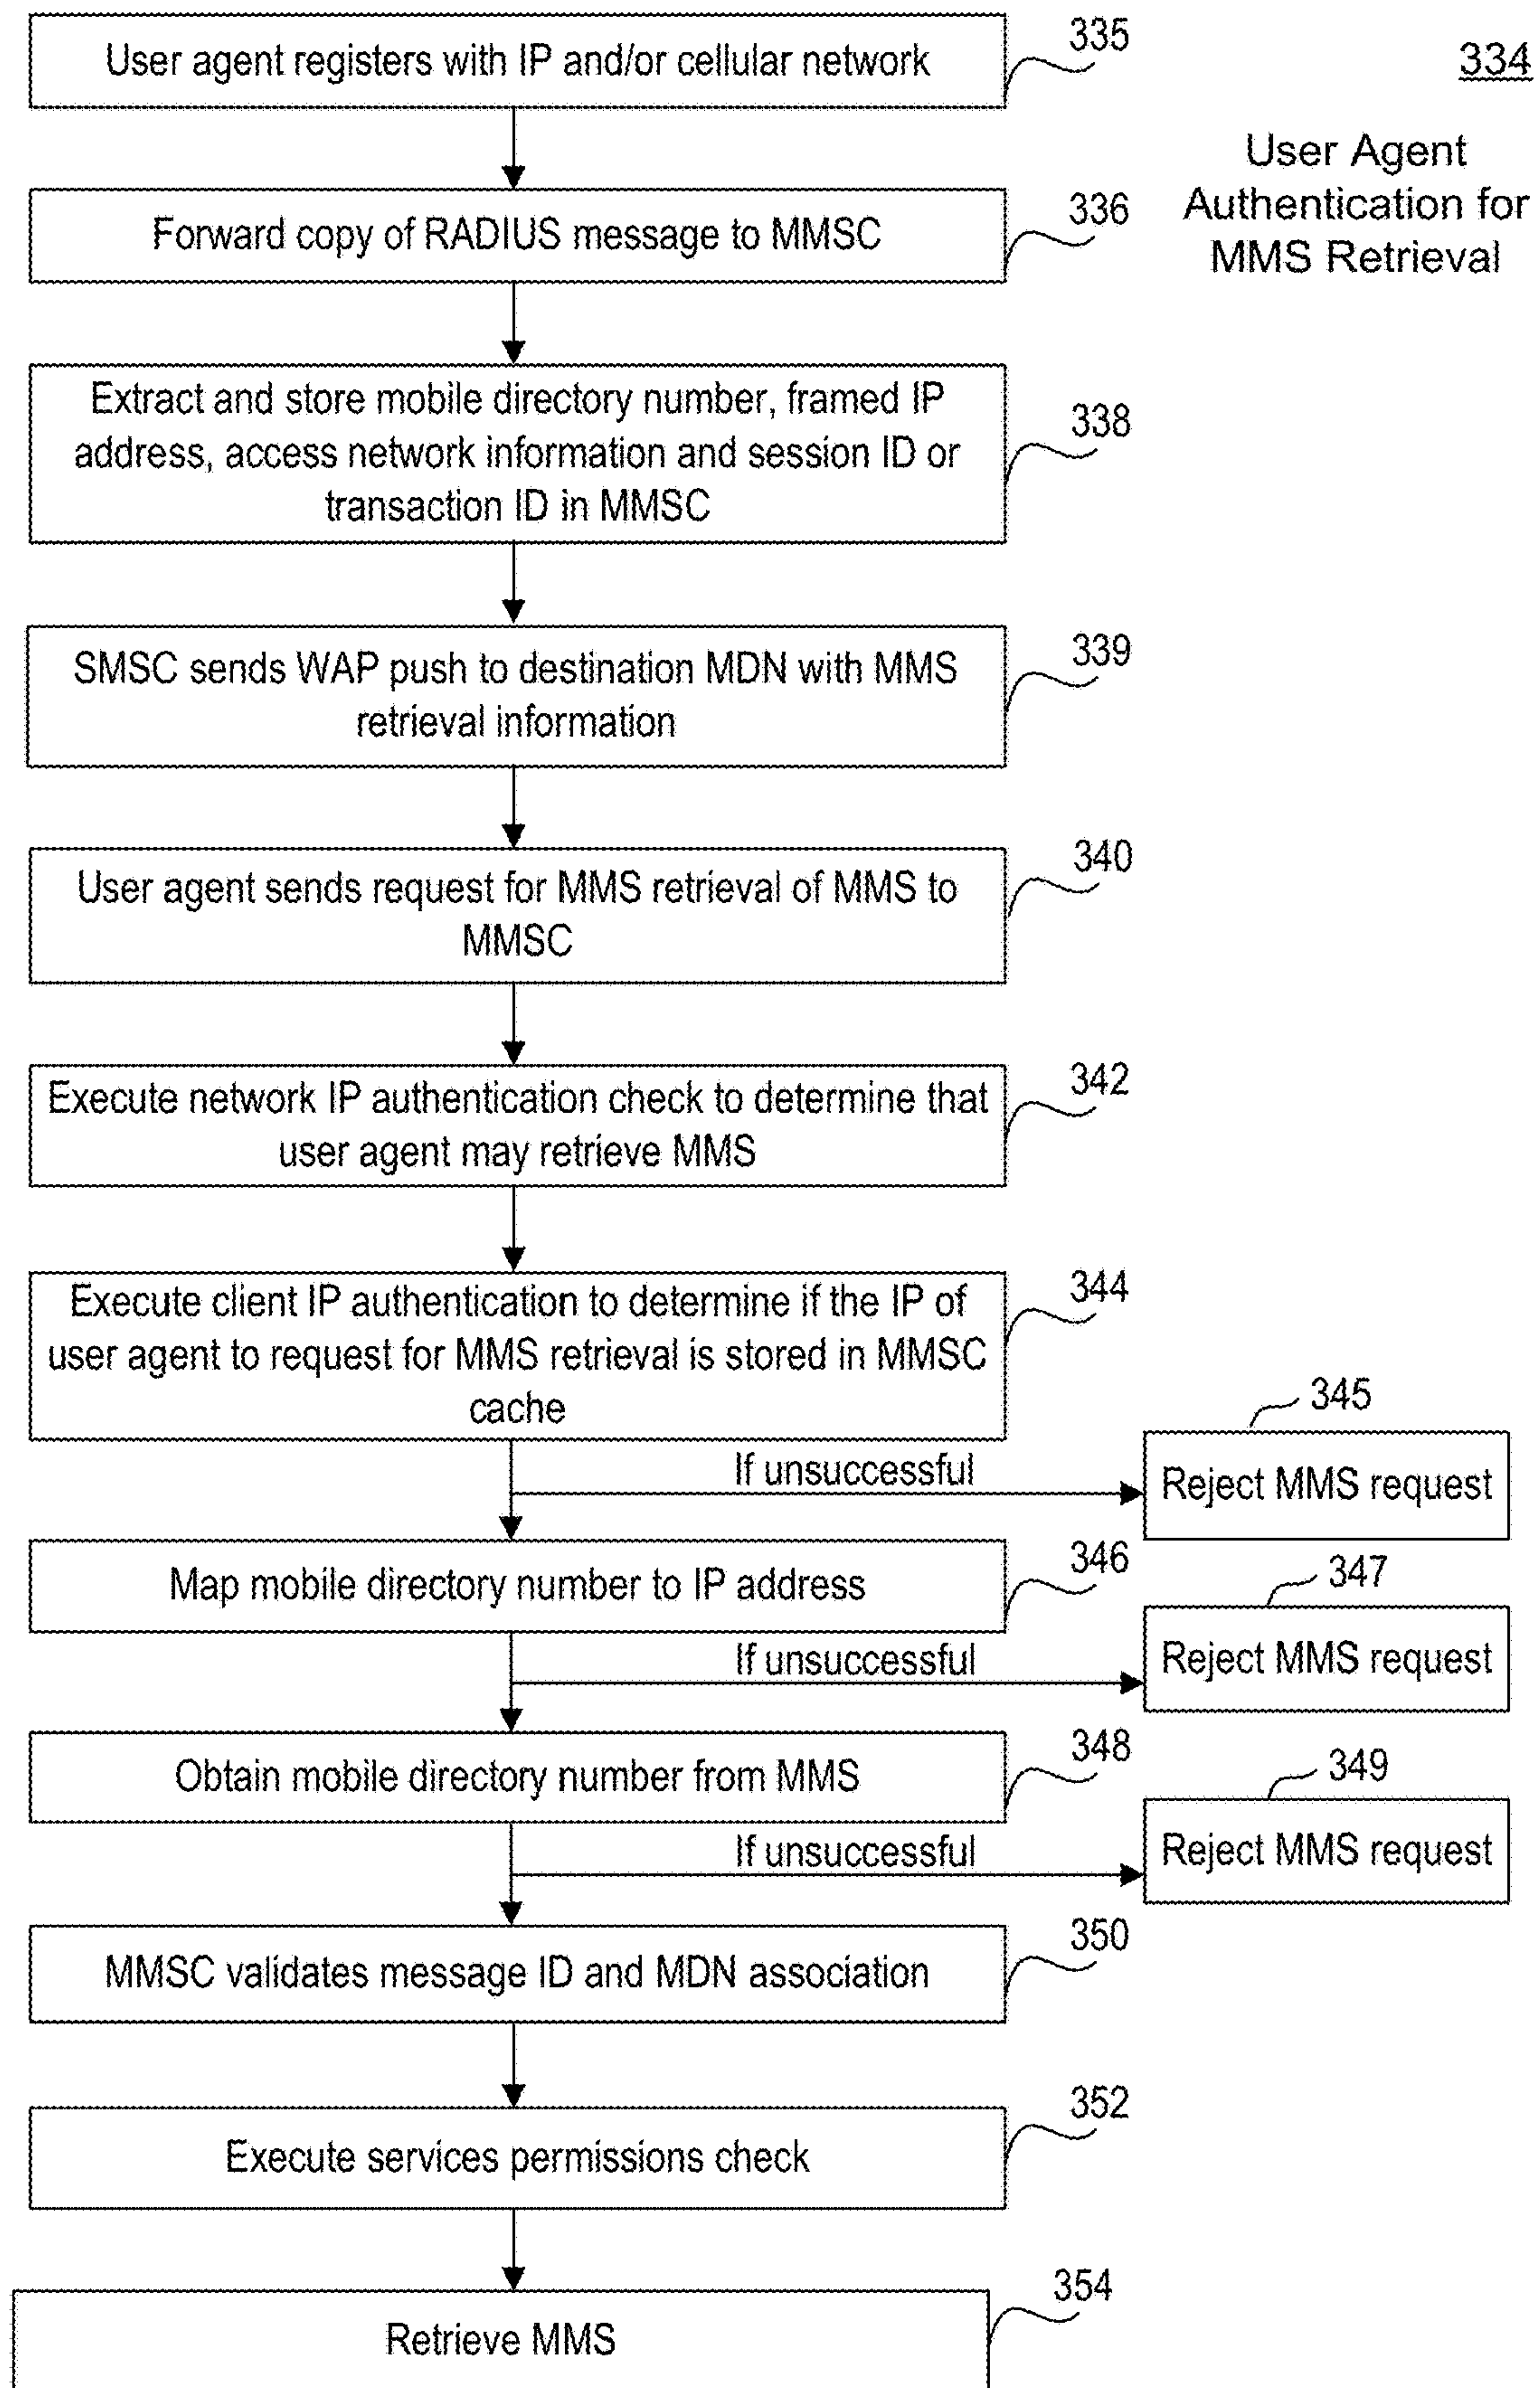 User agent registers with IP and/or cellular network
335
334
User Agent
Authentication for
MMS Retrieval
Forward copy of RADIUS message to MMSC
336
Extract and store mobile directory number, framed IP
address, access network information and session ID or
transaction ID in MMSC
338
SMSC sends WAP push to destination MDN with MMS
retrieval information
339
User agent sends request for MMS retrieval of MMS to
MMSC
340
Execute network IP authentication check to determine that
user agent may retrieve MMS
342
Execute client IP authentication to determine if the IP of
user agent to request for MMS retrieval is stored in MMSC
cache
344
If unsuccessful
345
Reject MMS request
Map mobile directory number to IP address
346
If unsuccessful
347
Reject MMS request
Obtain mobile directory number from MMS
348
If unsuccessful
349
Reject MMS request
MMSC validates message ID and MDN association
350
Execute services permissions check
352
Retrieve MMS
354